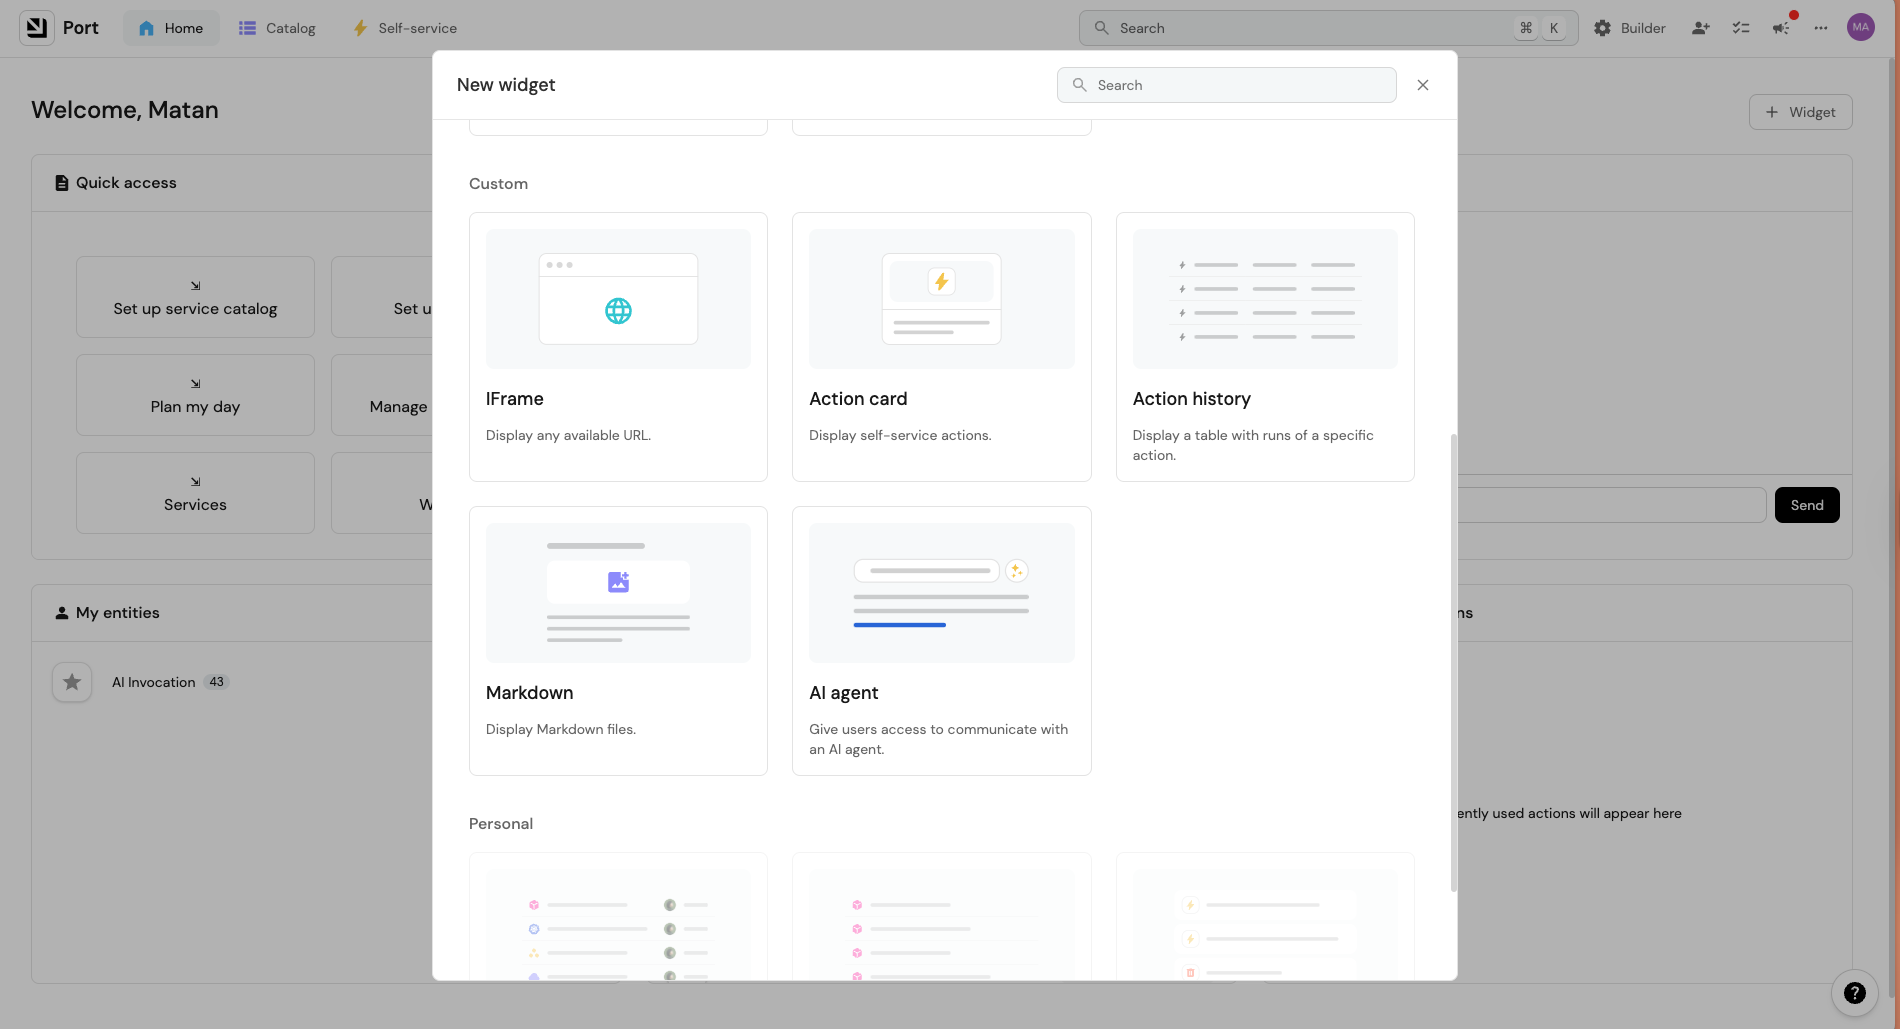 Port
Home
Catalog
Self-service
Search
⌘
K
Builder
MA
Welcome, Matan
Widget
New widget
Search
Quick access
Set up service catalog
Set u
Plan my day
Manage
Services
W
Send
My entities
AI Invocation 43
ns
ently used actions will appear here
Custom
IFrame
Display any available URL.
Action card
Display self-service actions.
Action history
Display a table with runs of a specific
action.
Markdown
Display Markdown files.
AI agent
Give users access to communicate with
an AI agent.
Personal
?